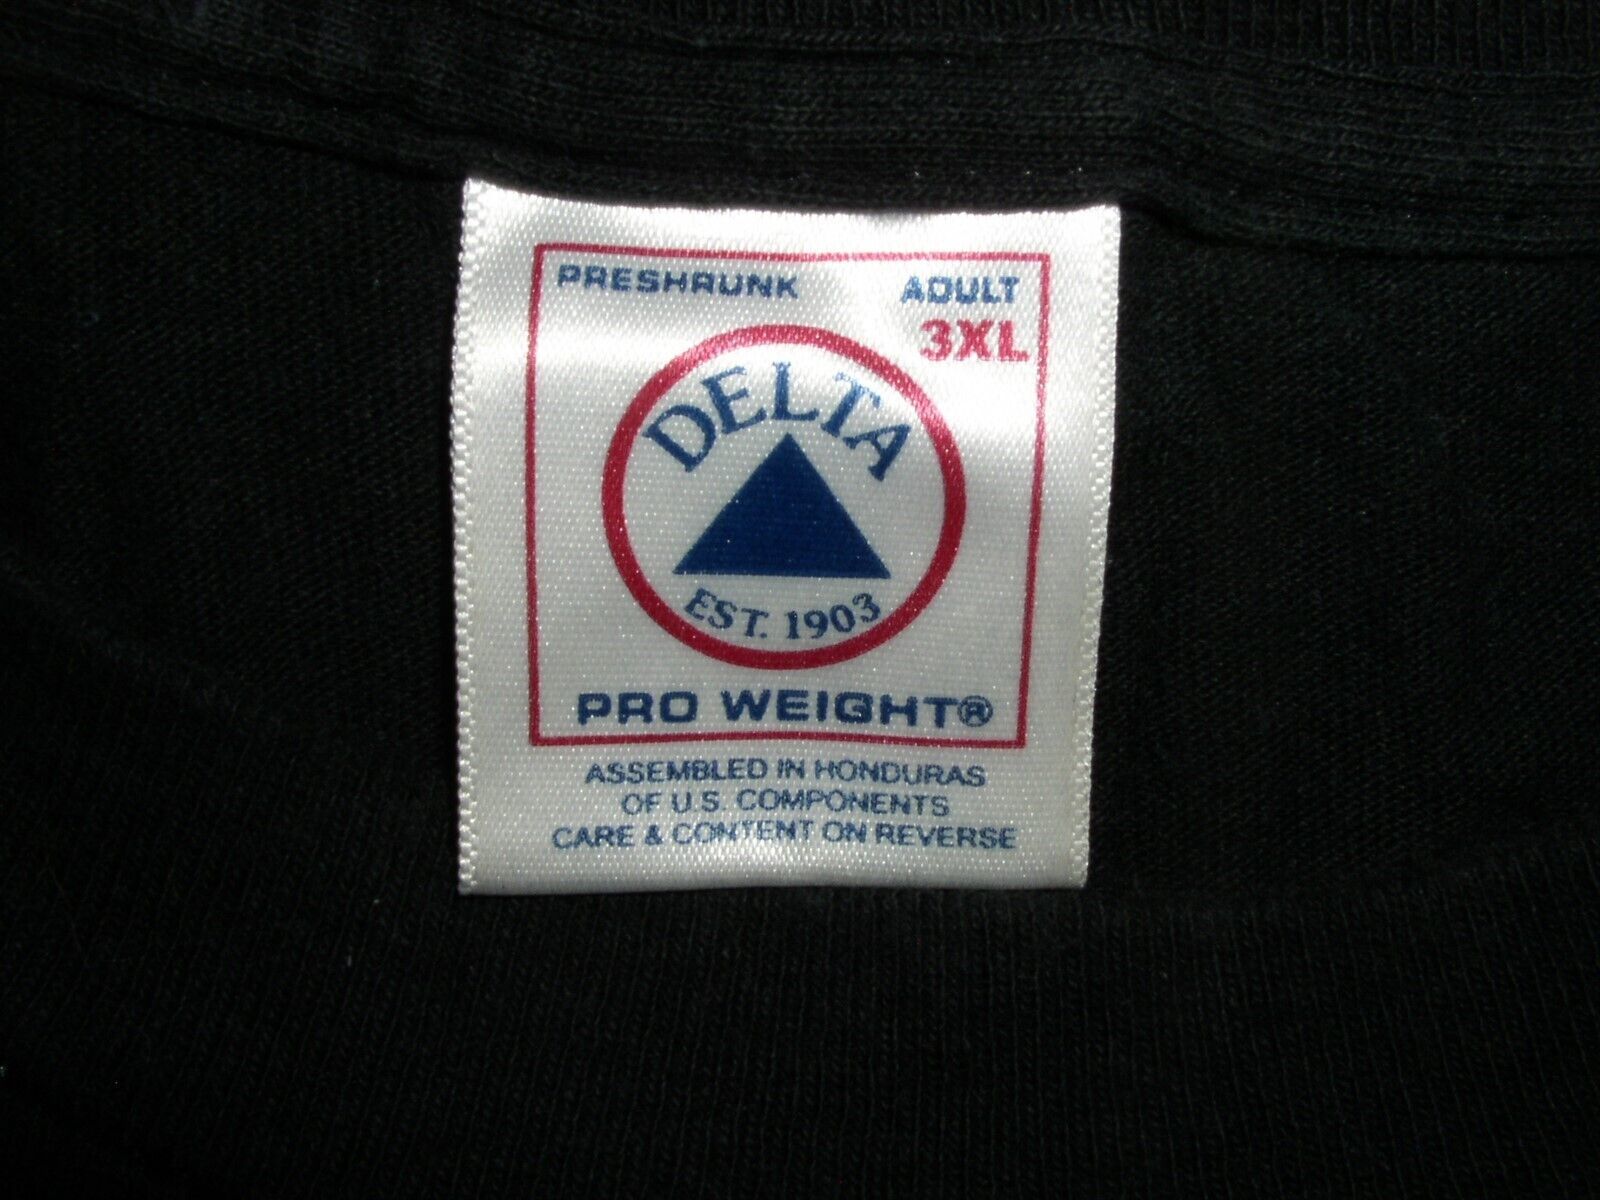 PRESHRUNK ADULT
3XL
DELTA
EST. 1903
PRO WEIGHT®
ASSEMBLED IN HONDURAS
OF U.S. COMPONENTS
CARE & CONTENT ON REVERSE